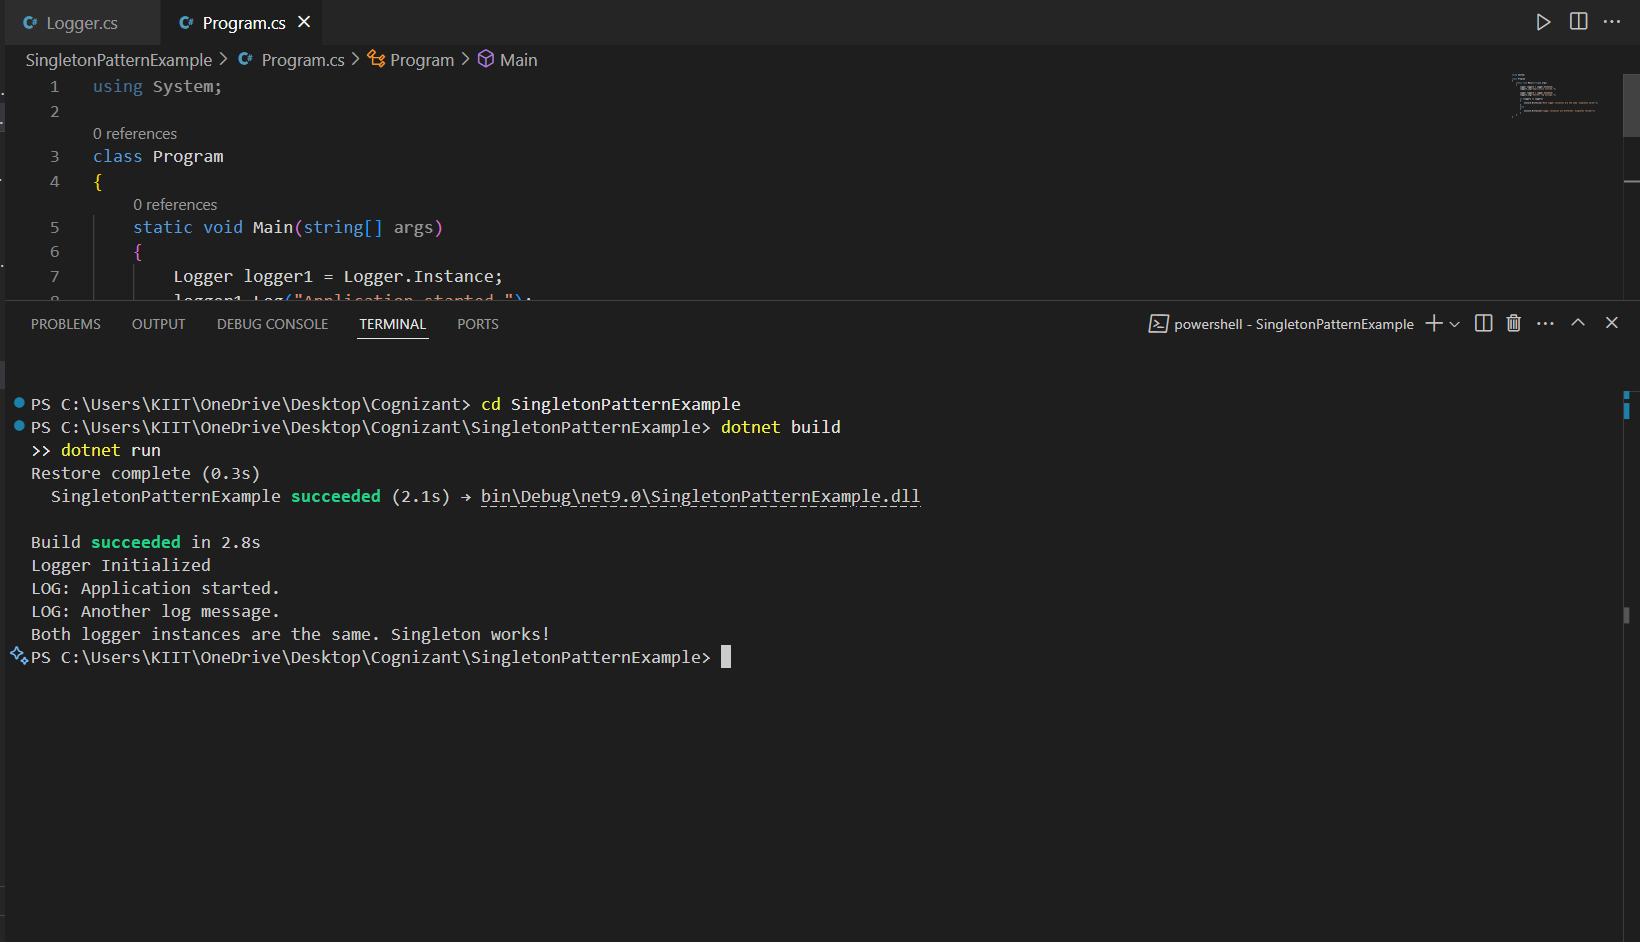 Logger.cs
Program.cs
SingletonPatternExample > Program.cs > Program > Main
1 using System;
2
0 references
3 class Program
4 {
0 references
5 static void Main(string[] args)
6 {
7 Logger logger1 = Logger.Instance;
8 logger1.Log("Application started.");
PROBLEMS OUTPUT DEBUG CONSOLE TERMINAL PORTS
powershell - SingletonPatternExample
PS C:\Users\KIIT\OneDrive\Desktop\Cognizant> cd SingletonPatternExample
PS C:\Users\KIIT\OneDrive\Desktop\Cognizant\SingletonPatternExample> dotnet build
>> dotnet run
Restore complete (0.3s)
SingletonPatternExample succeeded (2.1s) → bin\Debug\net9.0\SingletonPatternExample.dll
Build succeeded in 2.8s
Logger Initialized
LOG: Application started.
LOG: Another log message.
Both logger instances are the same. Singleton works!
PS C:\Users\KIIT\OneDrive\Desktop\Cognizant\SingletonPatternExample>